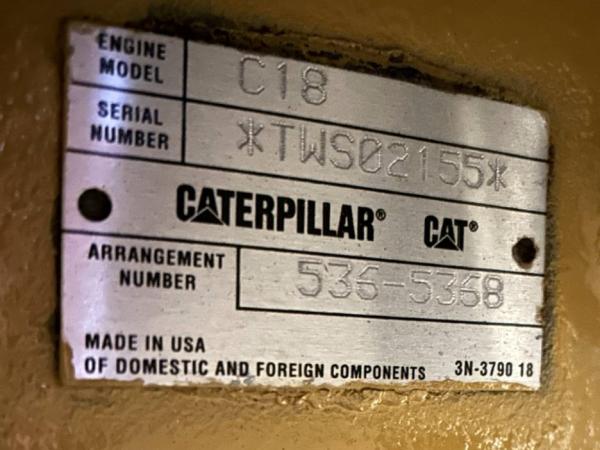 ENGINE
MODEL
C18
SERIAL
NUMBER
*TWS02155*
CATERPILLAR® CAT®
ARRANGEMENT
NUMBER
536-5368
MADE IN USA
OF DOMESTIC AND FOREIGN COMPONENTS 3N-3790 18